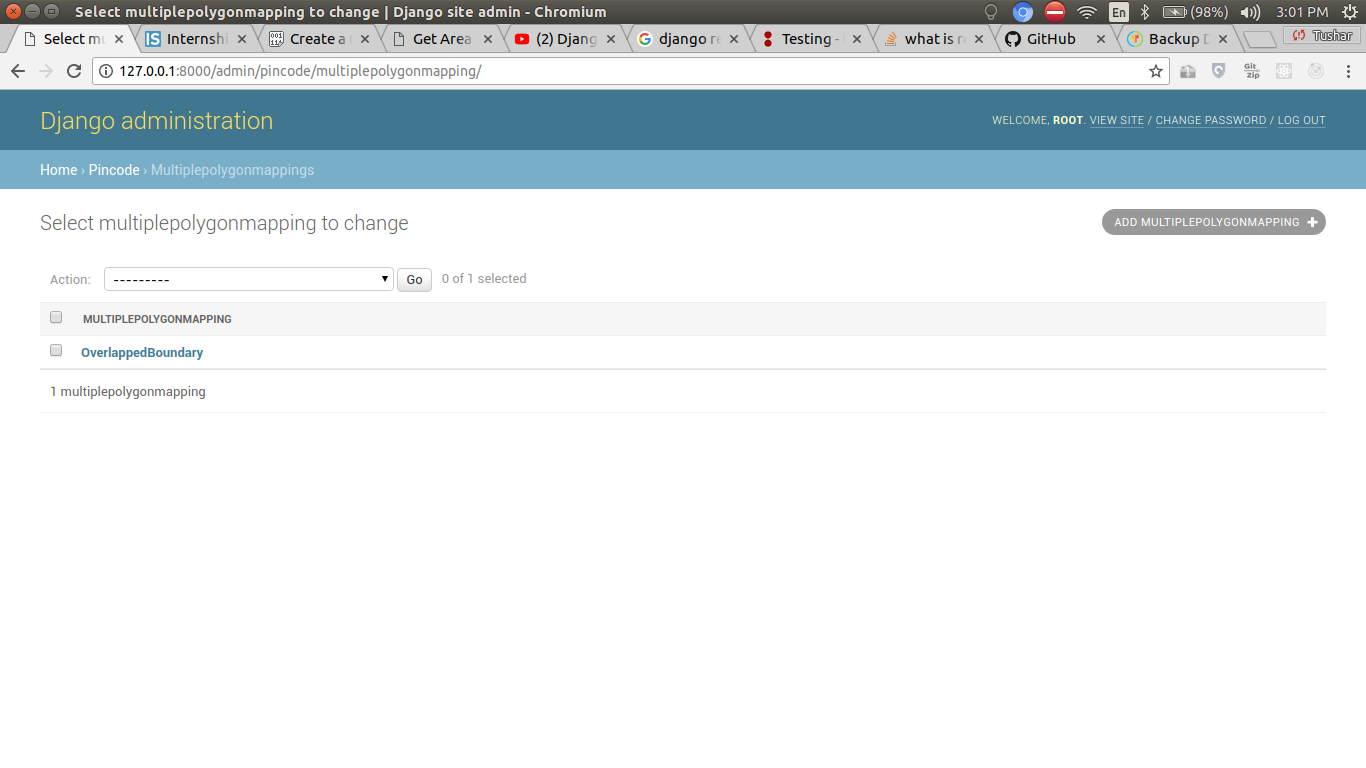 Select multiplepolygonmapping to change | Django site admin - Chromium
En
(98%)
3:01 PM
Select mu
Internshi
Create a
Get Area
(2) Djang
django re
Testing -
what is r
GitHub
Backup D
Tushar
127.0.0.1:8000/admin/pincode/multiplepolygonmapping/
Git Zip
Django administration
WELCOME, ROOT. VIEW SITE / CHANGE PASSWORD / LOG OUT
Home › Pincode › Multiplepolygonmappings
Select multiplepolygonmapping to change
ADD MULTIPLEPOLYGONMAPPING +
Action: --------- Go 0 of 1 selected
MULTIPLEPOLYGONMAPPING
OverlappedBoundary
1 multiplepolygonmapping